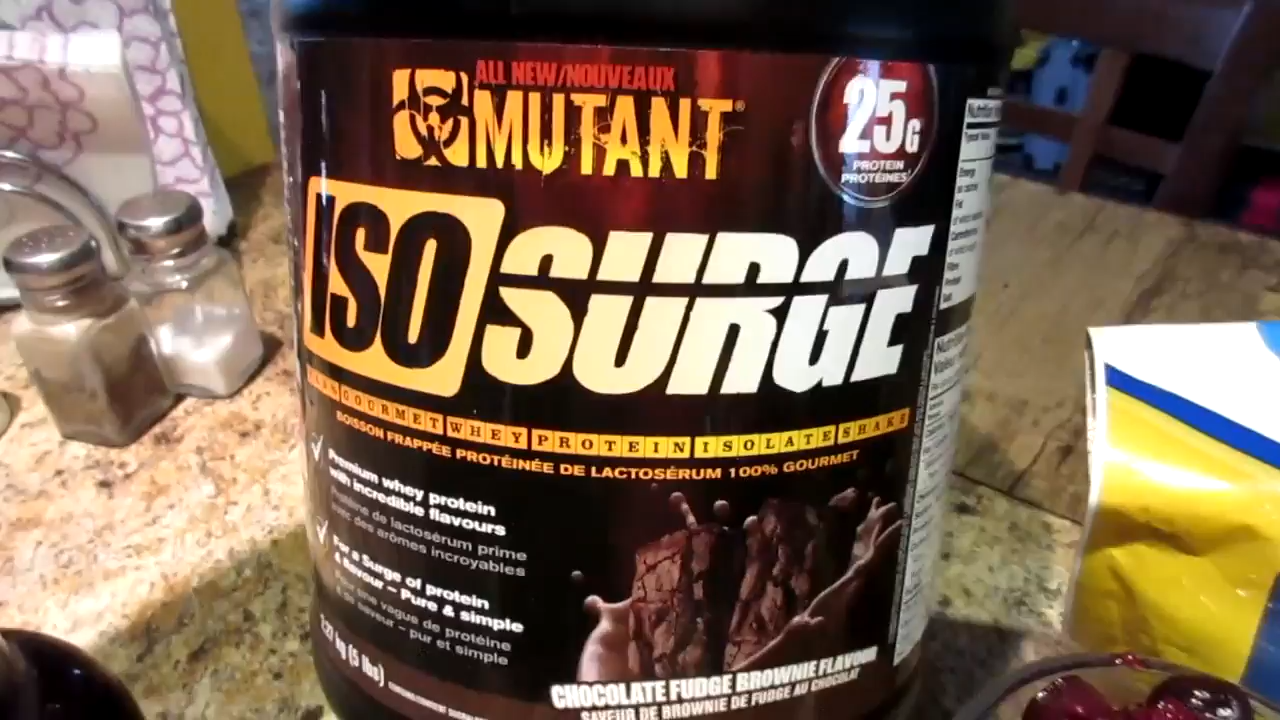 ALL NEW/NOUVEAUX
MUTANT®
25G
PROTEIN
PROTÉINES
ISO SURGE
GOURMET WHEY PROTEIN ISOLATE SHAKE
BOISSON FRAPPÉE PROTÉINÉE DE LACTOSÉRUM 100% GOURMET
Premium whey protein
with incredible flavours
Protéine de lactosérum prime
avec des arômes incroyables
For a Surge of protein
& flavour – Pure & simple
Pour une vague de protéine
& de saveur – pur et simple
2.27 kg (5 lbs)
CHOCOLATE FUDGE BROWNIE FLAVOUR
SAVEUR DE BROWNIE DE FUDGE AU CHOCOLAT